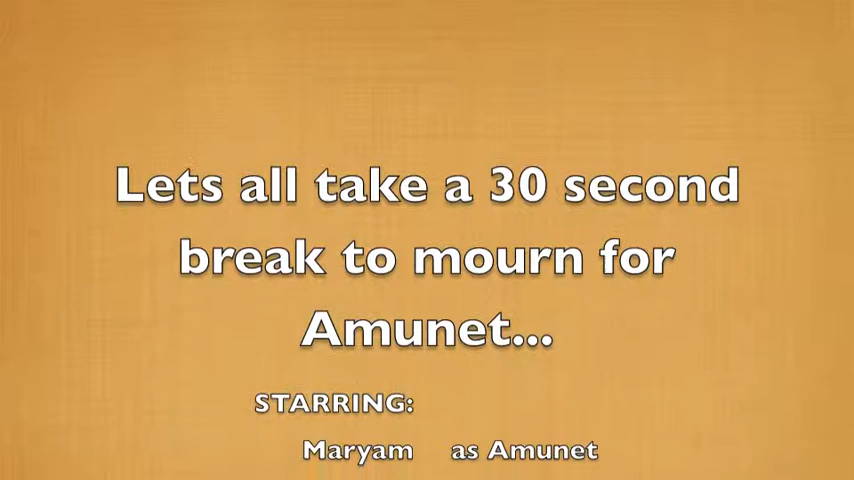 Lets all take a 30 second
break to mourn for
Amunet...
STARRING:
Maryam as Amunet